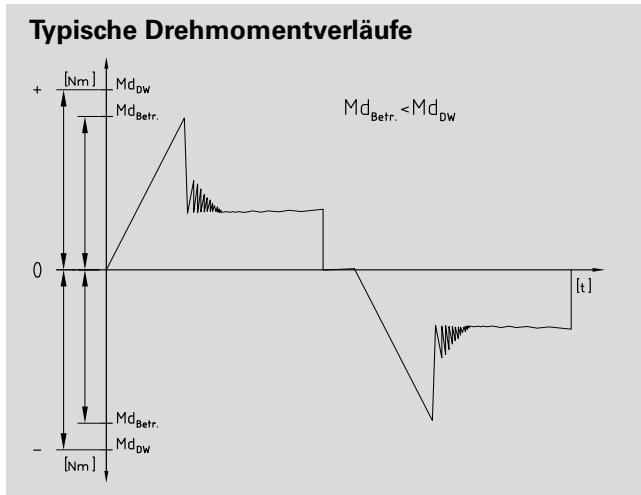 Typische Drehmomentverläufe
[Nm]
+
Md_DW
Md_Betr.
Md_Betr. < Md_DW
0
[t]
Md_Betr.
Md_DW
–
[Nm]